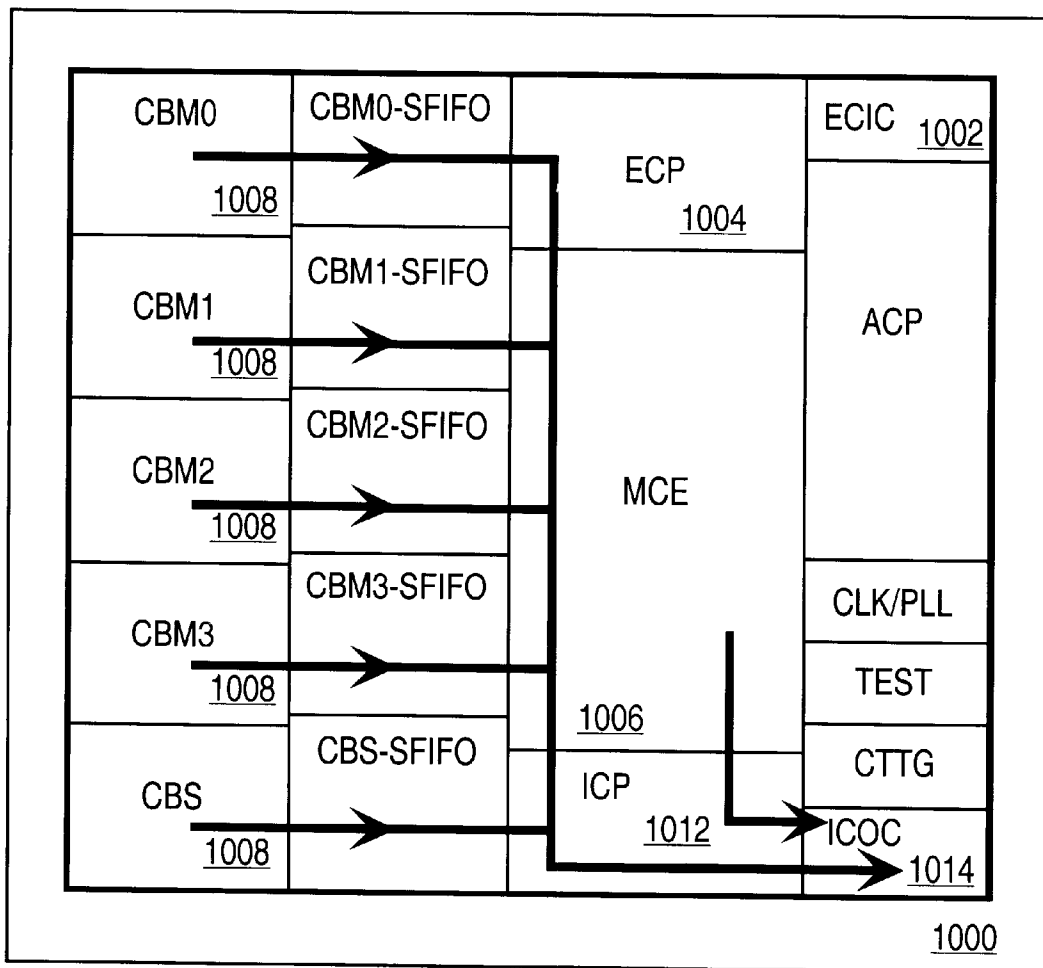 CBM0
1008
CBM1
1008
CBM2
1008
CBM3
1008
CBS
1008
CBM0-SFIFO
CBM1-SFIFO
CBM2-SFIFO
CBM3-SFIFO
CBS-SFIFO
ECP
1004
MCE
1006
ICP
1012
ECIC 1002
ACP
CLK/PLL
TEST
CTTG
ICOC
1014
1000